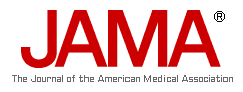 JAMA®
The Journal of the American Medical Association